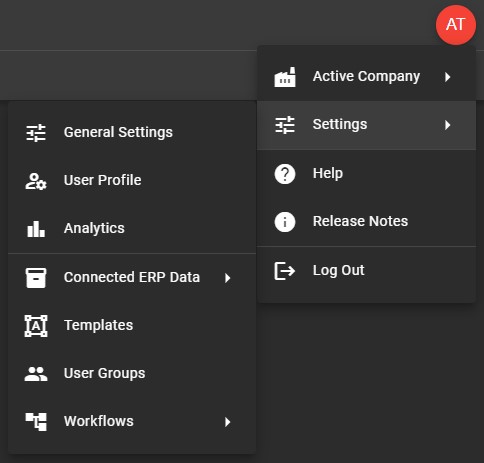 AT
Active Company
Settings
Help
Release Notes
Log Out
General Settings
User Profile
Analytics
Connected ERP Data
Templates
User Groups
Workflows